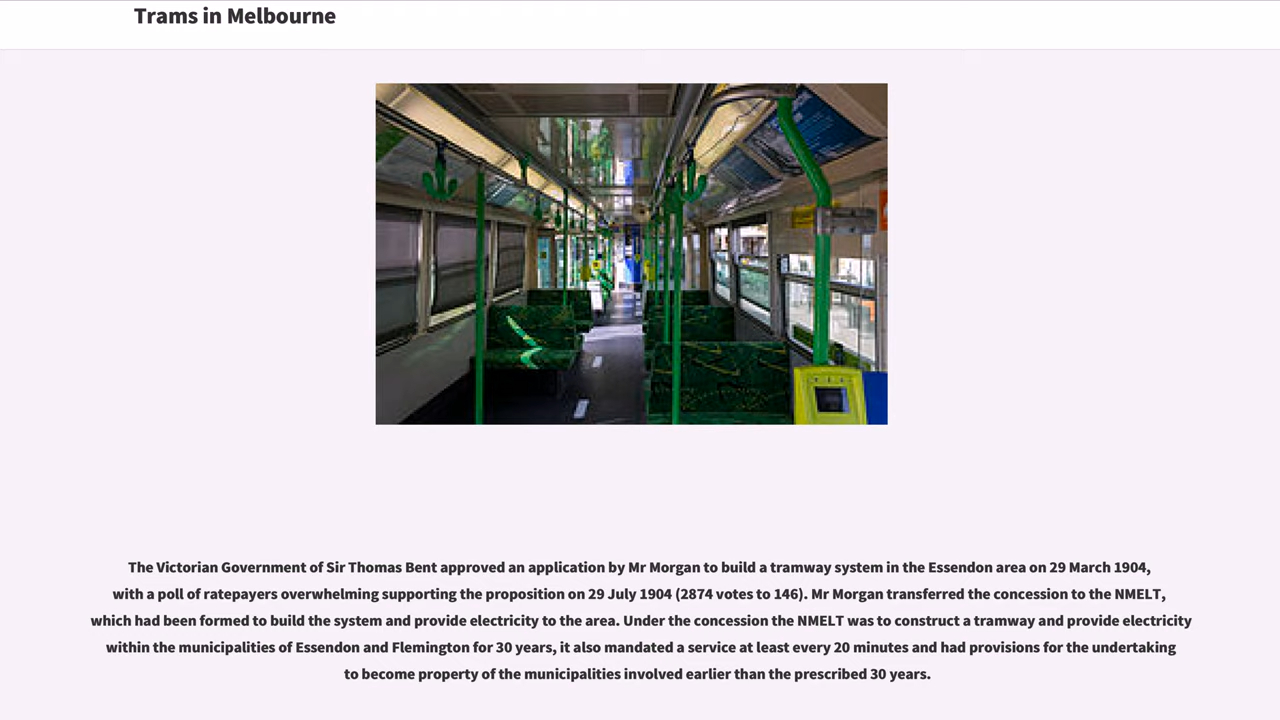 Trams in Melbourne
The Victorian Government of Sir Thomas Bent approved an application by Mr Morgan to build a tramway system in the Essendon area on 29 March 1904,
with a poll of ratepayers overwhelming supporting the proposition on 29 July 1904 (2874 votes to 146). Mr Morgan transferred the concession to the NMELT,
which had been formed to build the system and provide electricity to the area. Under the concession the NMELT was to construct a tramway and provide electricity
within the municipalities of Essendon and Flemington for 30 years, it also mandated a service at least every 20 minutes and had provisions for the undertaking
to become property of the municipalities involved earlier than the prescribed 30 years.